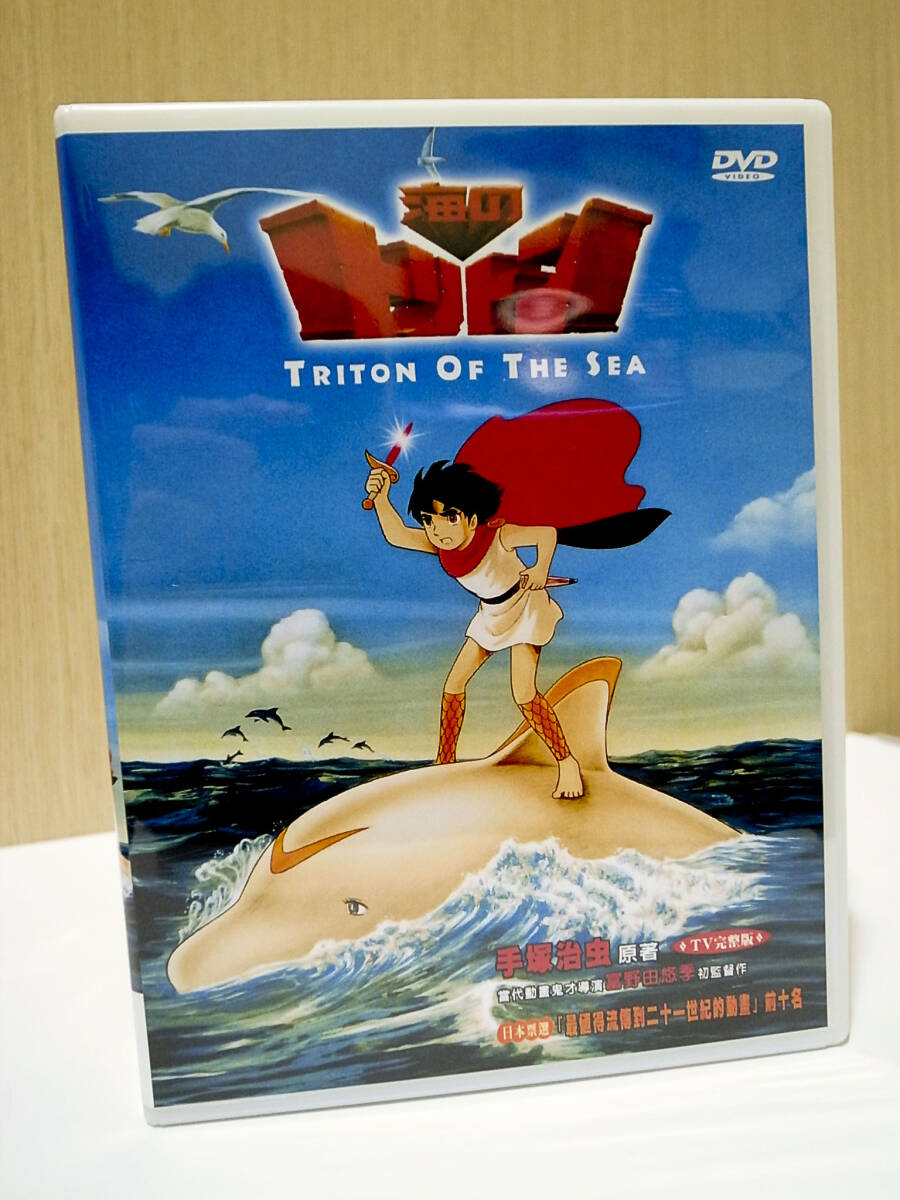 DVD
VIDEO
海の
トリトン
TRITON OF THE SEA
手塚治虫 原著 TV完整版
當代動畫鬼才導演富野田悠季初監督作
日本票選「最值得流傳到二十一世紀的動畫」前十名